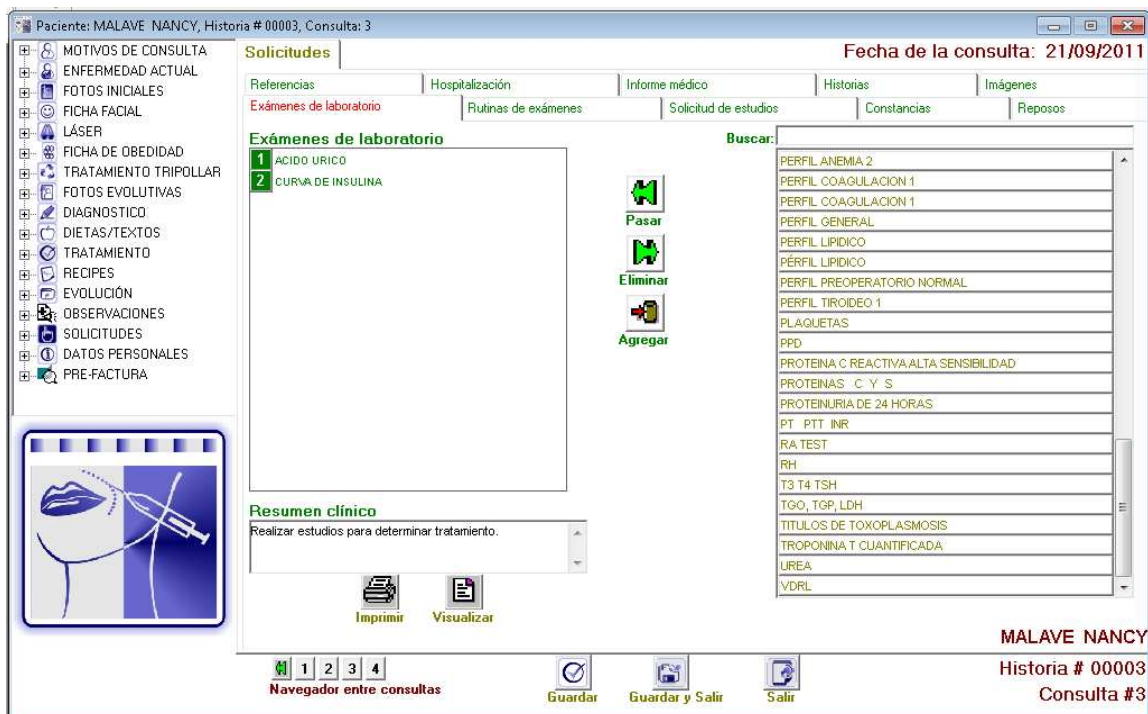 Paciente: MALAVE NANCY, Historia # 00003, Consulta: 3
MOTIVOS DE CONSULTA
ENFERMEDAD ACTUAL
FOTOS INICIALES
FICHA FACIAL
LÁSER
FICHA DE OBEDIDAD
TRATAMIENTO TRIPOLLAR
FOTOS EVOLUTIVAS
DIAGNOSTICO
DIETAS/TEXTOS
TRATAMIENTO
RECIPES
EVOLUCIÓN
OBSERVACIONES
SOLICITUDES
DATOS PERSONALES
PRE-FACTURA
Solicitudes
Fecha de la consulta: 21/09/2011
Referencias Hospitalización Informe médico Historias Imágenes
Exámenes de laboratorio Rutinas de exámenes Solicitud de estudios Constancias Reposos
Exámenes de laboratorio
1 ACIDO URICO
2 CURVA DE INSULINA
Pasar
Eliminar
Agregar
Buscar:
PERFIL ANEMIA 2
PERFIL COAGULACION 1
PERFIL COAGULACION 1
PERFIL GENERAL
PERFIL LIPIDICO
PÉRFIL LIPIDICO
PERFIL PREOPERATORIO NORMAL
PERFIL TIROIDEO 1
PLAQUETAS
PPD
PROTEINA C REACTIVA ALTA SENSIBILIDAD
PROTEINAS C Y S
PROTEINURIA DE 24 HORAS
PT PTT INR
RA TEST
RH
T3 T4 TSH
TGO, TGP, LDH
TITULOS DE TOXOPLASMOSIS
TROPONINA T CUANTIFICADA
UREA
VDRL
Resumen clínico
Realizar estudios para determinar tratamiento.
Imprimir Visualizar
MALAVE NANCY
Historia # 00003
Consulta #3
1 2 3 4
Navegador entre consultas
Guardar Guardar y Salir Salir